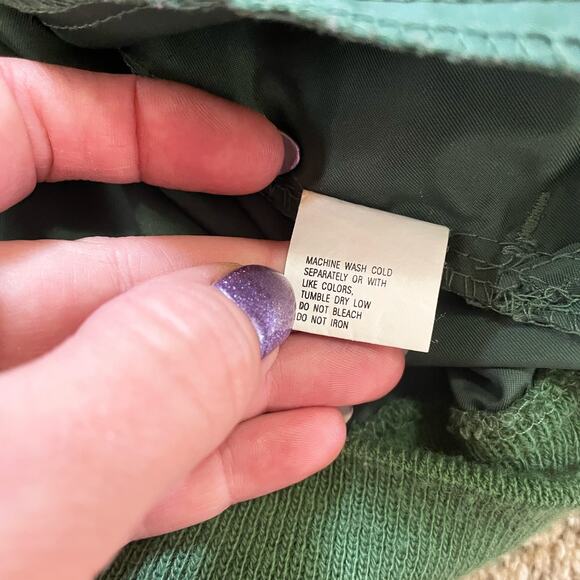 MACHINE WASH COLD
SEPARATELY OR WITH
LIKE COLORS,
TUMBLE DRY LOW
DO NOT BLEACH
DO NOT IRON